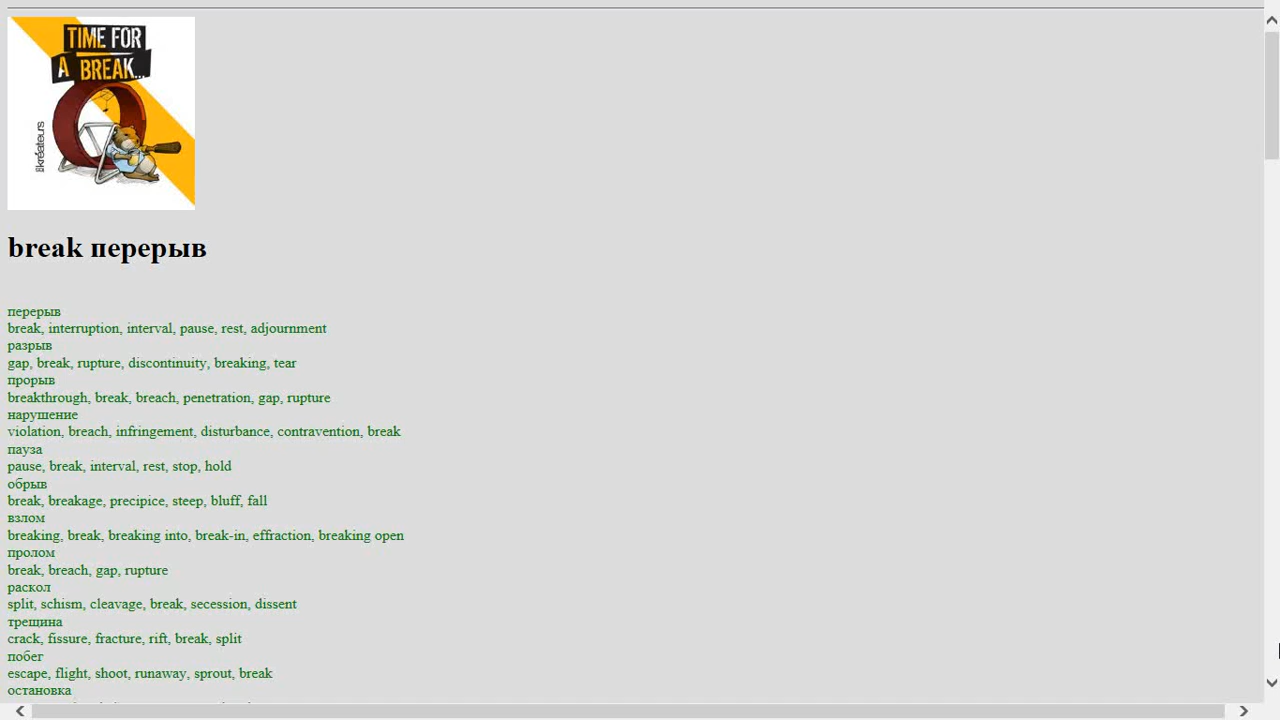 TIME FOR
A BREAK...
les kréateurs
break перерыв
перерыв
break, interruption, interval, pause, rest, adjournment
разрыв
gap, break, rupture, discontinuity, breaking, tear
прорыв
breakthrough, break, breach, penetration, gap, rupture
нарушение
violation, breach, infringement, disturbance, contravention, break
пауза
pause, break, interval, rest, stop, hold
обрыв
break, breakage, precipice, steep, bluff, fall
взлом
breaking, break, breaking into, break-in, effraction, breaking open
пролом
break, breach, gap, rupture
раскол
split, schism, cleavage, break, secession, dissent
трещина
crack, fissure, fracture, rift, break, split
побег
escape, flight, shoot, runaway, sprout, break
остановка